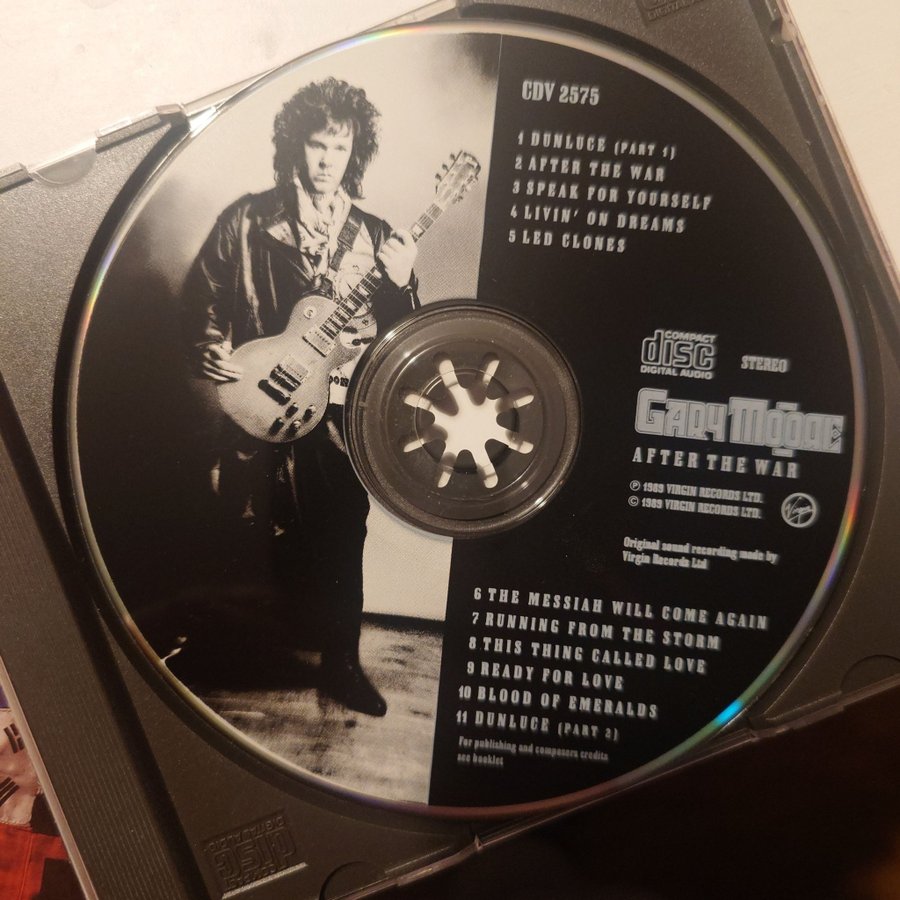 CDV 2575
1 DUNLUCE (PART 1)
2 AFTER THE WAR
3 SPEAK FOR YOURSELF
4 LIVIN' ON DREAMS
5 LED CLONES
COMPACT
disc
DIGITAL AUDIO
STEREO
GARY MOORE
AFTER THE WAR
℗ 1989 VIRGIN RECORDS LTD.
© 1989 VIRGIN RECORDS LTD.
Virgin
Original sound recording made by
Virgin Records Ltd
6 THE MESSIAH WILL COME AGAIN
7 RUNNING FROM THE STORM
8 THIS THING CALLED LOVE
9 READY FOR LOVE
10 BLOOD OF EMERALDS
11 DUNLUCE (PART 2)
For publishing and composers credits
see booklet
disc
DIGITAL AUDIO